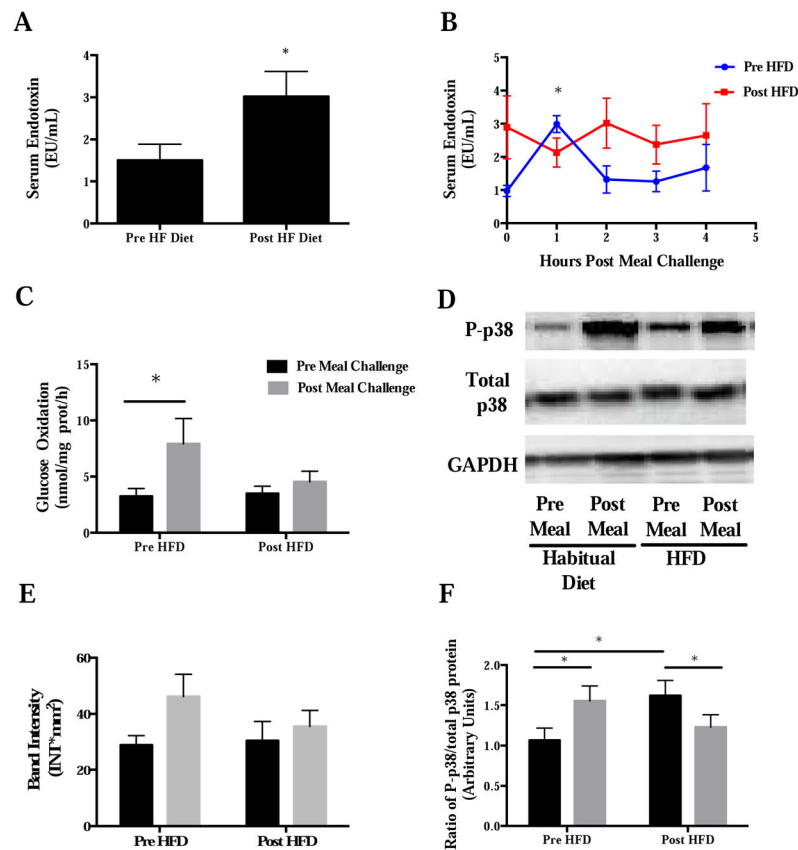 A
Serum Endotoxin
(EU/mL)
4
3
2
1
0
*
Pre HF Diet
Post HF Diet
B
Serum Endotoxin
(EU/mL)
5
4
3
2
1
0
*
Pre HFD
Post HFD
0 1 2 3 4 5
Hours Post Meal Challenge
C
Glucose Oxidation
(nmol/mg prot/h)
15
10
5
0
*
Pre Meal Challenge
Post Meal Challenge
Pre HFD
Post HFD
D
P-p38
Total
p38
GAPDH
Pre Post Pre Post
Meal Meal Meal Meal
Habitual HFD
Diet
E
Band Intensity
(INT*mm²)
60
40
20
0
Pre HFD
Post HFD
F
Ratio of P-p38/total p38 protein
(Arbitrary Units)
2.0
1.5
1.0
0.5
0.0
*
* *
Pre HFD
Post HFD